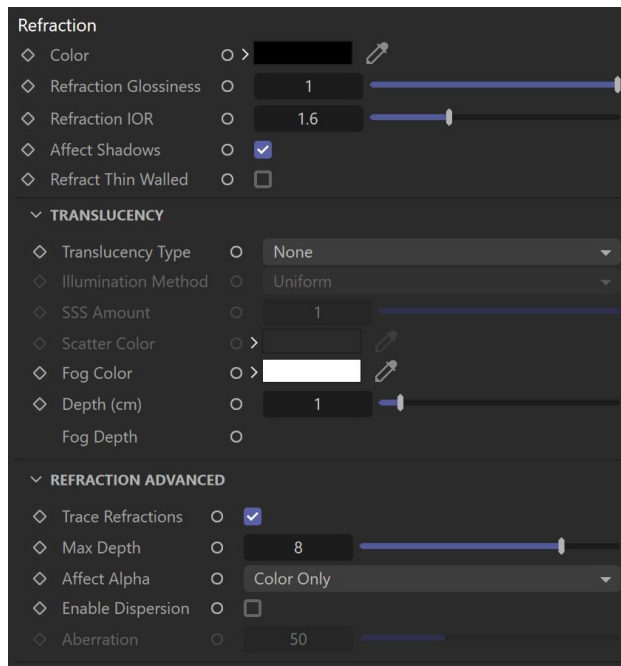 Refraction
Color
Refraction Glossiness 1
Refraction IOR 1.6
Affect Shadows
Refract Thin Walled
TRANSLUCENCY
Translucency Type None
Illumination Method Uniform
SSS Amount 1
Scatter Color
Fog Color
Depth (cm) 1
Fog Depth
REFRACTION ADVANCED
Trace Refractions
Max Depth 8
Affect Alpha Color Only
Enable Dispersion
Aberration 50